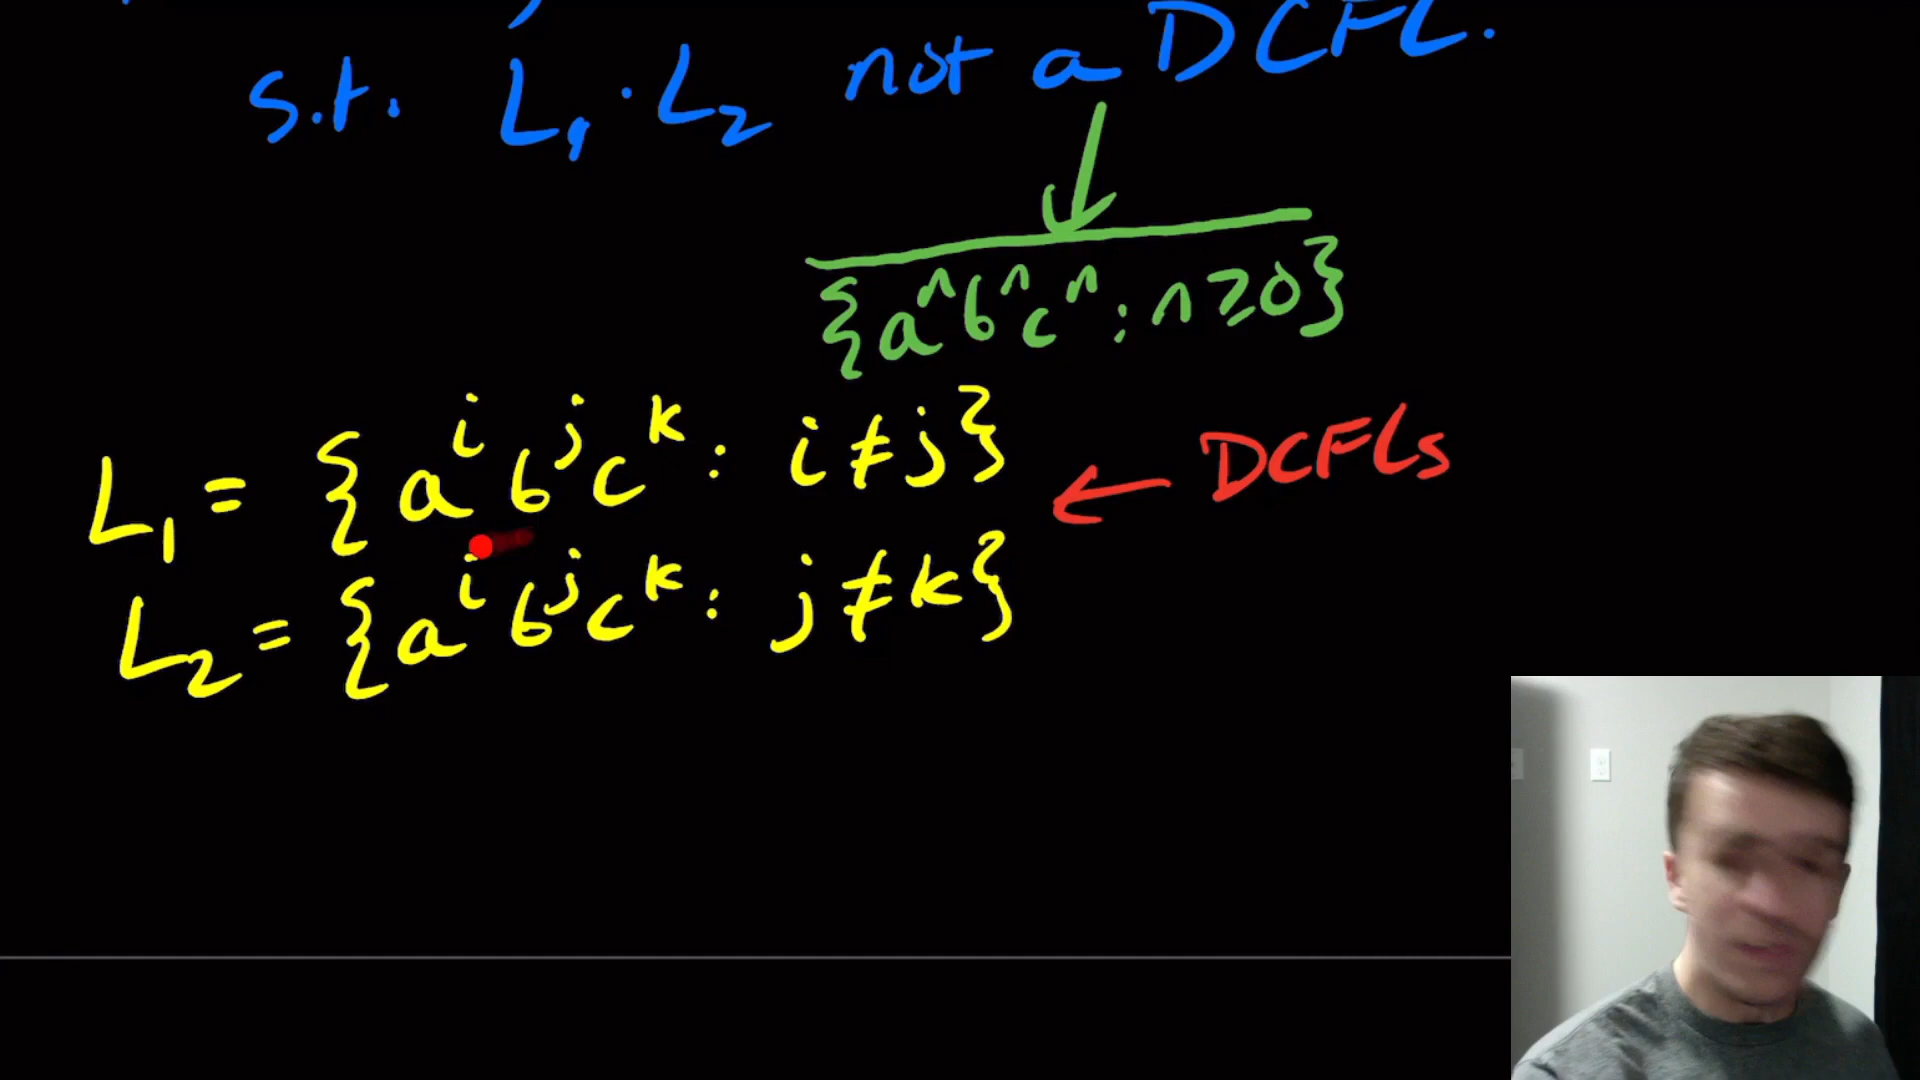 s.t. L₁·L₂ not a DCFL.
{aⁿbⁿcⁿ: n≥0}
L₁ = {aⁱbʲcᵏ: i≠j} ← DCFLs
L₂ = {aⁱbʲcᵏ: j≠k}